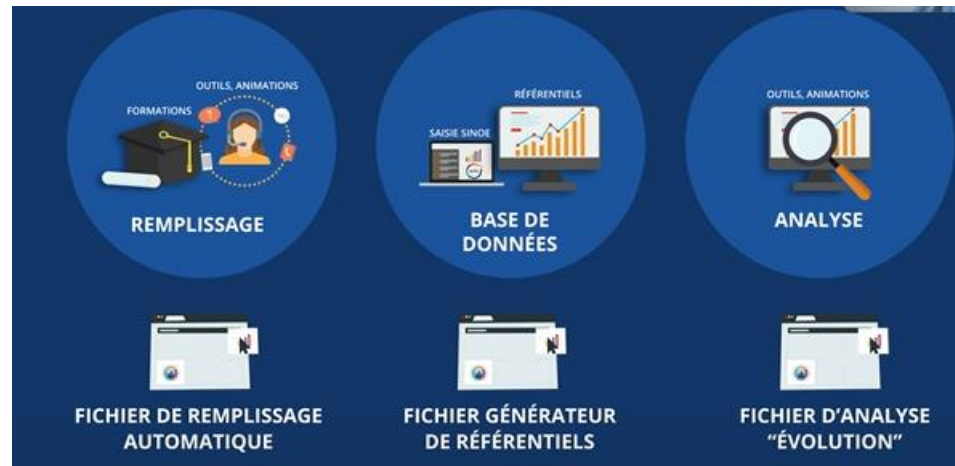 OUTILS, ANIMATIONS
FORMATIONS
REMPLISSAGE
RÉFÉRENTIELS
SAISIE SINOE
BASE DE
DONNÉES
OUTILS, ANIMATIONS
ANALYSE
FICHIER DE REMPLISSAGE
AUTOMATIQUE
FICHIER GÉNÉRATEUR
DE RÉFÉRENTIELS
FICHIER D'ANALYSE
“ÉVOLUTION”